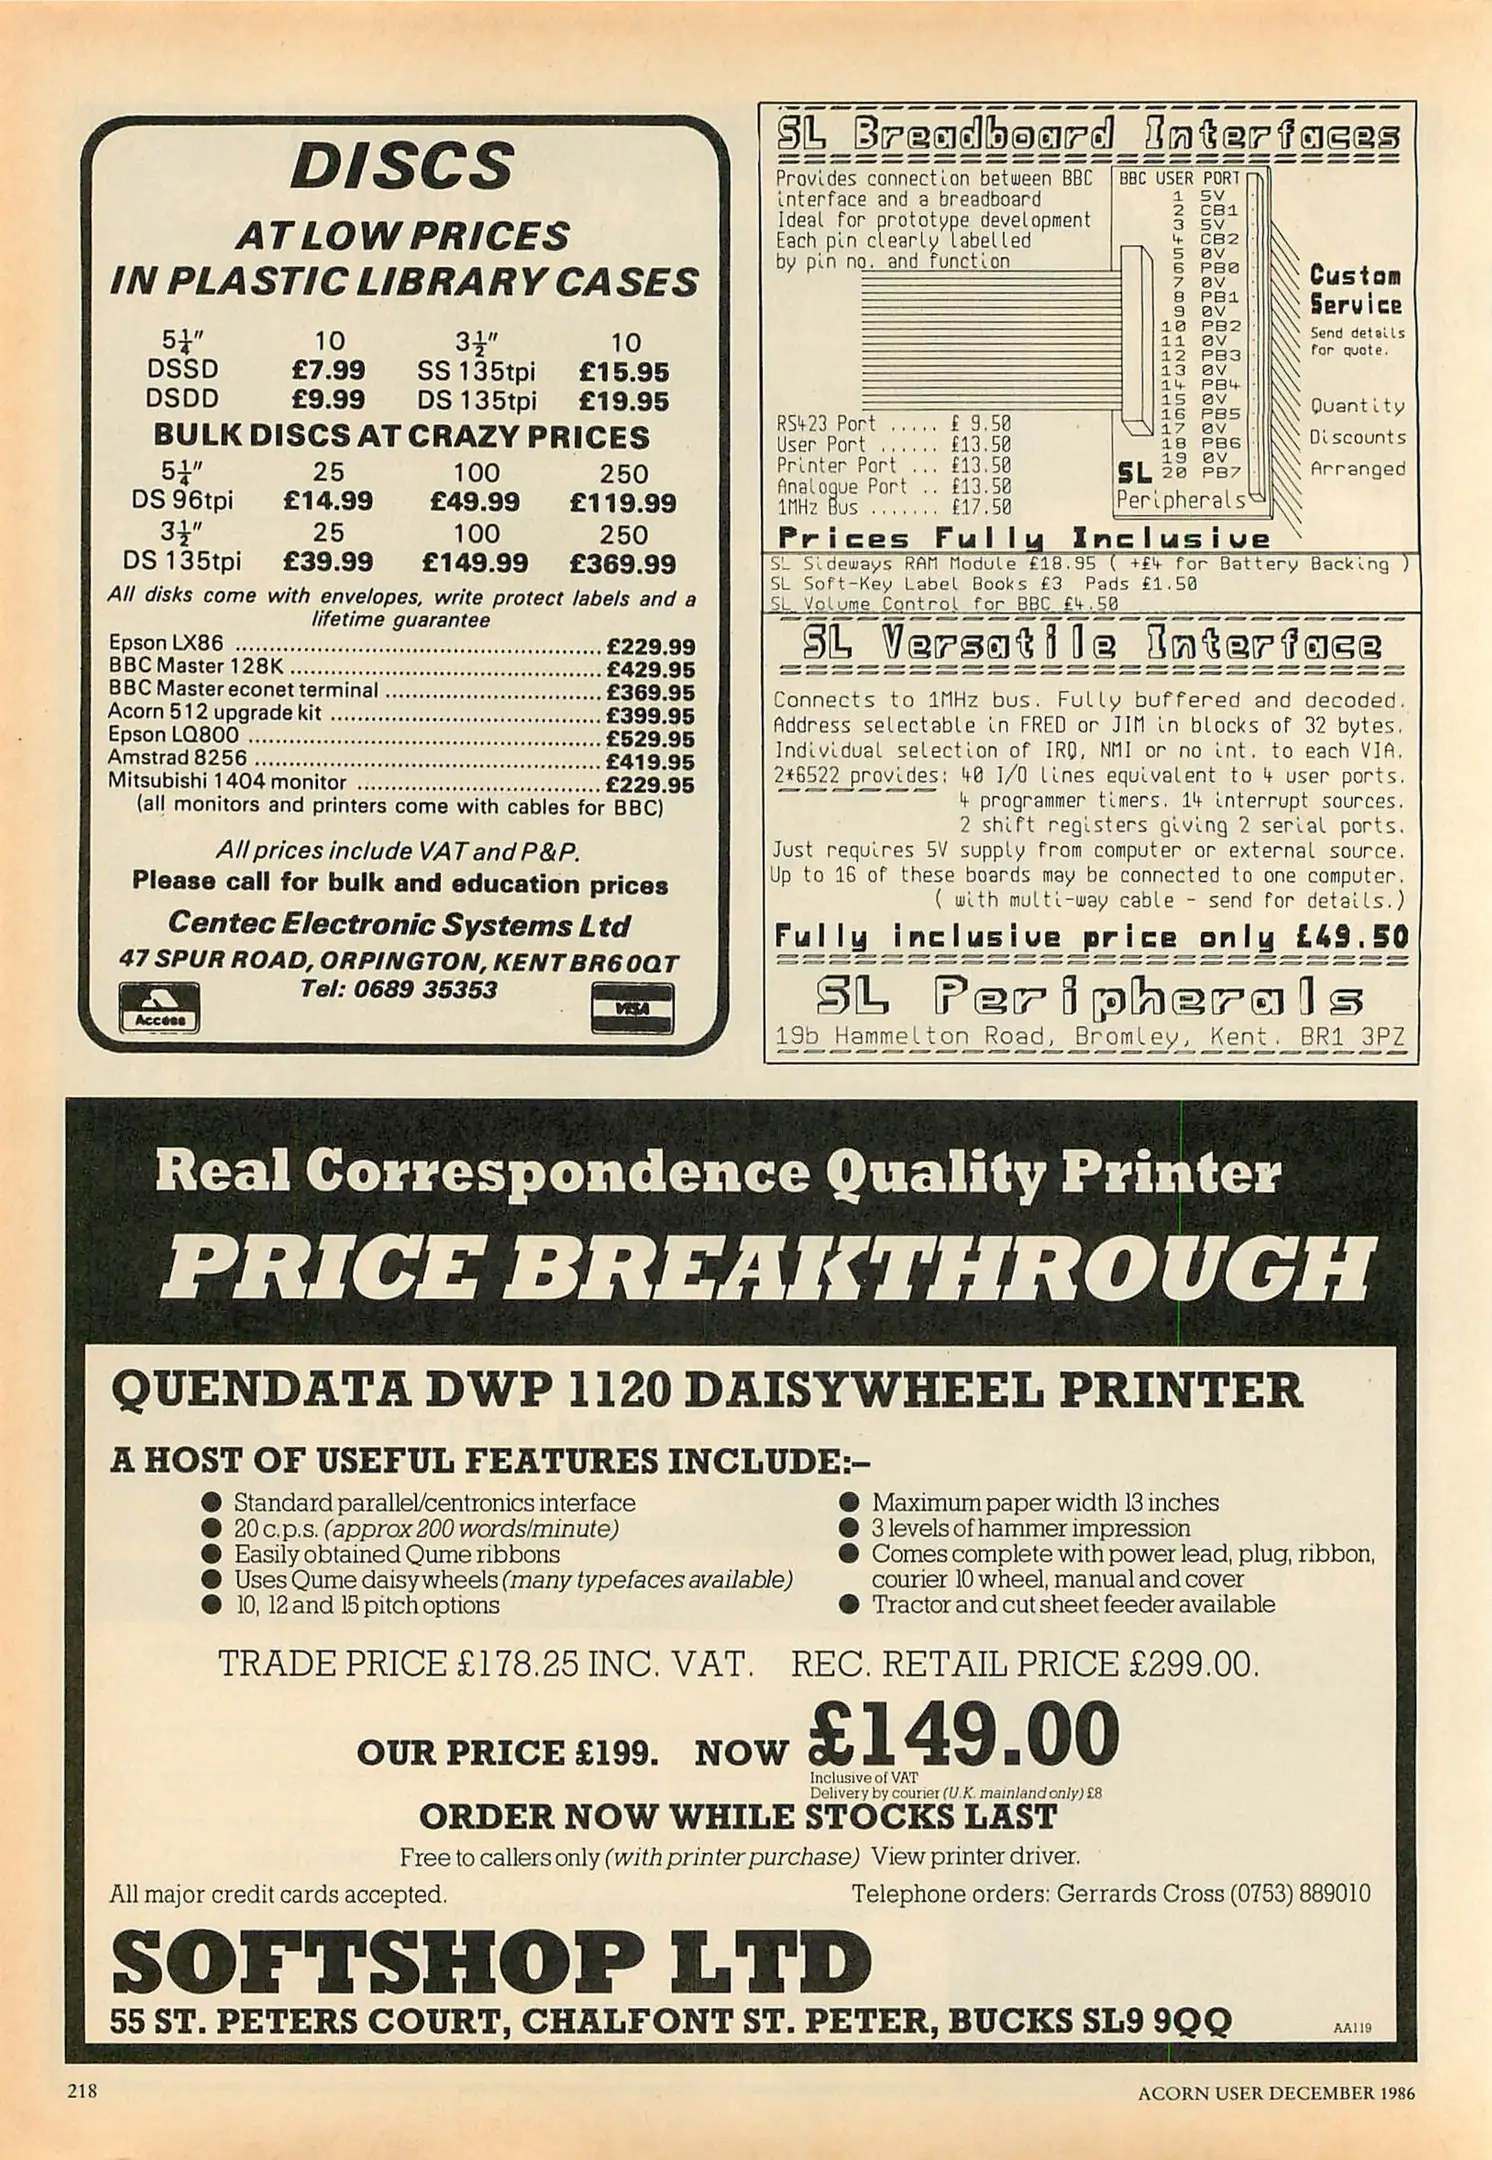 DISCS
AT LOW PRICES
IN PLASTIC LIBRARY CASES
5¼" 10 3½" 10
DSSD £7.99 SS 135tpi £15.95
DSDD £9.99 DS 135tpi £19.95
BULK DISCS AT CRAZY PRICES
5¼" 25 100 250
DS 96tpi £14.99 £49.99 £119.99
3½" 25 100 250
DS 135tpi £39.99 £149.99 £369.99
All disks come with envelopes, write protect labels and a
lifetime guarantee
Epson LX86 ........ £229.99
BBC Master 128K ........ £429.95
BBC Master econet terminal ........ £369.95
Acorn 512 upgrade kit ........ £399.95
Epson LQ800 ........ £529.95
Amstrad 8256 ........ £419.95
Mitsubishi 1404 monitor ........ £229.95
(all monitors and printers come with cables for BBC)
All prices include VAT and P&P.
Please call for bulk and education prices
Centec Electronic Systems Ltd
47 SPUR ROAD, ORPINGTON, KENT BR6 0QT
Tel: 0689 35353
Access
VISA
SL Breadboard Interfaces
Provides connection between BBC
interface and a breadboard
Ideal for prototype development
Each pin clearly labelled
by pin no. and function
BBC USER PORT
1 5V
2 CB1
3 5V
4 CB2
5 0V
6 PB0
7 0V
8 PB1
9 0V
10 PB2
11 0V
12 PB3
13 0V
14 PB4
15 0V
16 PB5
17 0V
18 PB6
19 0V
20 PB7
SL
Peripherals
Custom
Service
Send details
for quote.
Quantity
Discounts
Arranged
RS423 Port ..... £ 9.50
User Port ...... £13.50
Printer Port ... £13.50
Analogue Port .. £13.50
1MHz Bus ....... £17.50
Prices Fully Inclusive
SL Sideways RAM Module £18.95 ( +£4 for Battery Backing )
SL Soft-Key Label Books £3 Pads £1.50
SL Volume Control for BBC £4.50
SL Versatile Interface
Connects to 1MHz bus. Fully buffered and decoded.
Address selectable in FRED or JIM in blocks of 32 bytes.
Individual selection of IRQ, NMI or no int. to each VIA.
2*6522 provides: 40 I/O lines equivalent to 4 user ports.
4 programmer timers. 14 interrupt sources.
2 shift registers giving 2 serial ports.
Just requires 5V supply from computer or external source.
Up to 16 of these boards may be connected to one computer.
( with multi-way cable - send for details.)
Fully inclusive price only £49.50
SL Peripherals
19b Hammelton Road, Bromley, Kent. BR1 3PZ
Real Correspondence Quality Printer
PRICE BREAKTHROUGH
QUENDATA DWP 1120 DAISYWHEEL PRINTER
A HOST OF USEFUL FEATURES INCLUDE:–
● Standard parallel/centronics interface
● 20 c.p.s. (approx 200 words/minute)
● Easily obtained Qume ribbons
● Uses Qume daisywheels (many typefaces available)
● 10, 12 and 15 pitch options
● Maximum paper width 13 inches
● 3 levels of hammer impression
● Comes complete with power lead, plug, ribbon,
courier 10 wheel, manual and cover
● Tractor and cut sheet feeder available
TRADE PRICE £178.25 INC. VAT. REC. RETAIL PRICE £299.00.
OUR PRICE £199. NOW £149.00
Inclusive of VAT
Delivery by courier (U.K. mainland only) £8
ORDER NOW WHILE STOCKS LAST
Free to callers only (with printer purchase) View printer driver.
All major credit cards accepted. Telephone orders: Gerrards Cross (0753) 889010
SOFTSHOP LTD
55 ST. PETERS COURT, CHALFONT ST. PETER, BUCKS SL9 9QQ
AA119
218 ACORN USER DECEMBER 1986